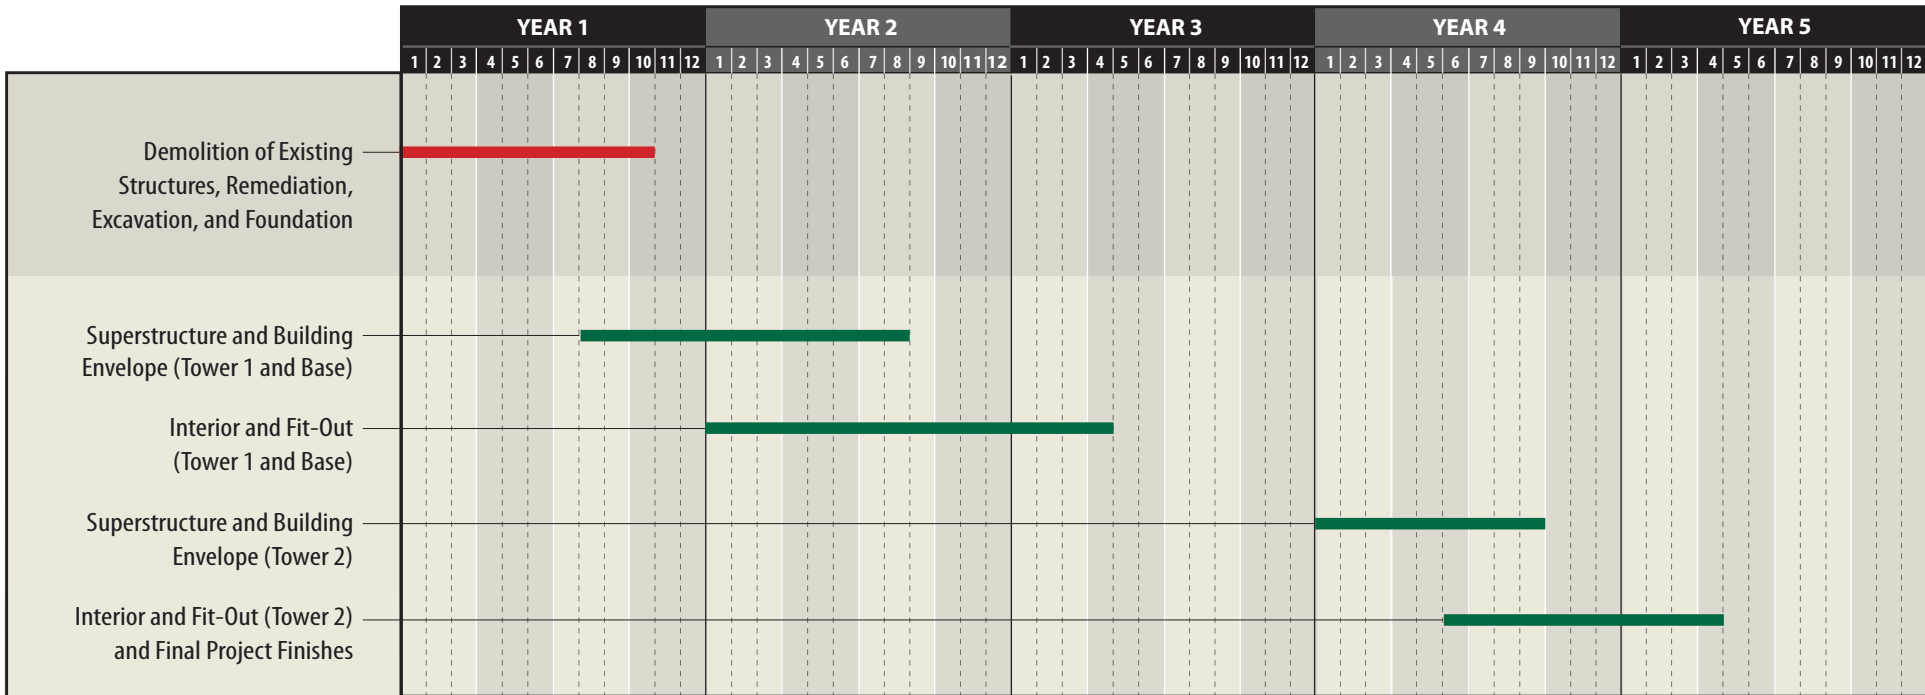 YEAR 1 YEAR 2 YEAR 3 YEAR 4 YEAR 5
1 2 3 4 5 6 7 8 9 10 11 12 1 2 3 4 5 6 7 8 9 10 11 12 1 2 3 4 5 6 7 8 9 10 11 12 1 2 3 4 5 6 7 8 9 10 11 12 1 2 3 4 5 6 7 8 9 10 11 12
Demolition of Existing
Structures, Remediation,
Excavation, and Foundation
Superstructure and Building
Envelope (Tower 1 and Base)
Interior and Fit-Out
(Tower 1 and Base)
Superstructure and Building
Envelope (Tower 2)
Interior and Fit-Out (Tower 2)
and Final Project Finishes